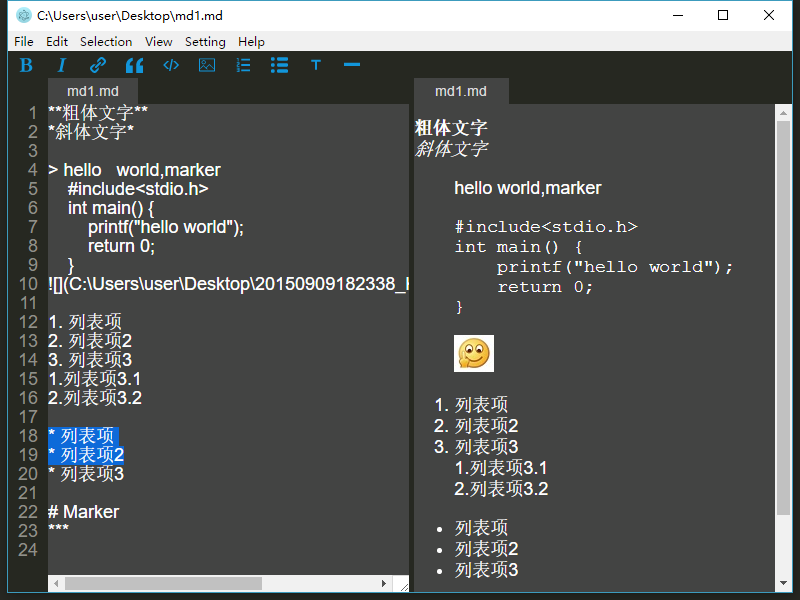 C:\Users\user\Desktop\md1.md
File Edit Selection View Setting Help
B I T
md1.md
1 **粗体文字**
2 *斜体文字*
3
4 > hello   world,marker
5     #include<stdio.h>
6     int main() {
7         printf("hello world");
8         return 0;
9     }
10 ![](C:\Users\user\Desktop\20150909182338_
11
12 1. 列表项
13 2. 列表项2
14 3. 列表项3
15 1.列表项3.1
16 2.列表项3.2
17
18 * 列表项
19 * 列表项2
20 * 列表项3
21
22 # Marker
23 ***
24
md1.md
粗体文字
斜体文字
hello world,marker
#include<stdio.h>
int main() {
    printf("hello world");
    return 0;
}
1. 列表项
2. 列表项2
3. 列表项3
1.列表项3.1
2.列表项3.2
• 列表项
• 列表项2
• 列表项3